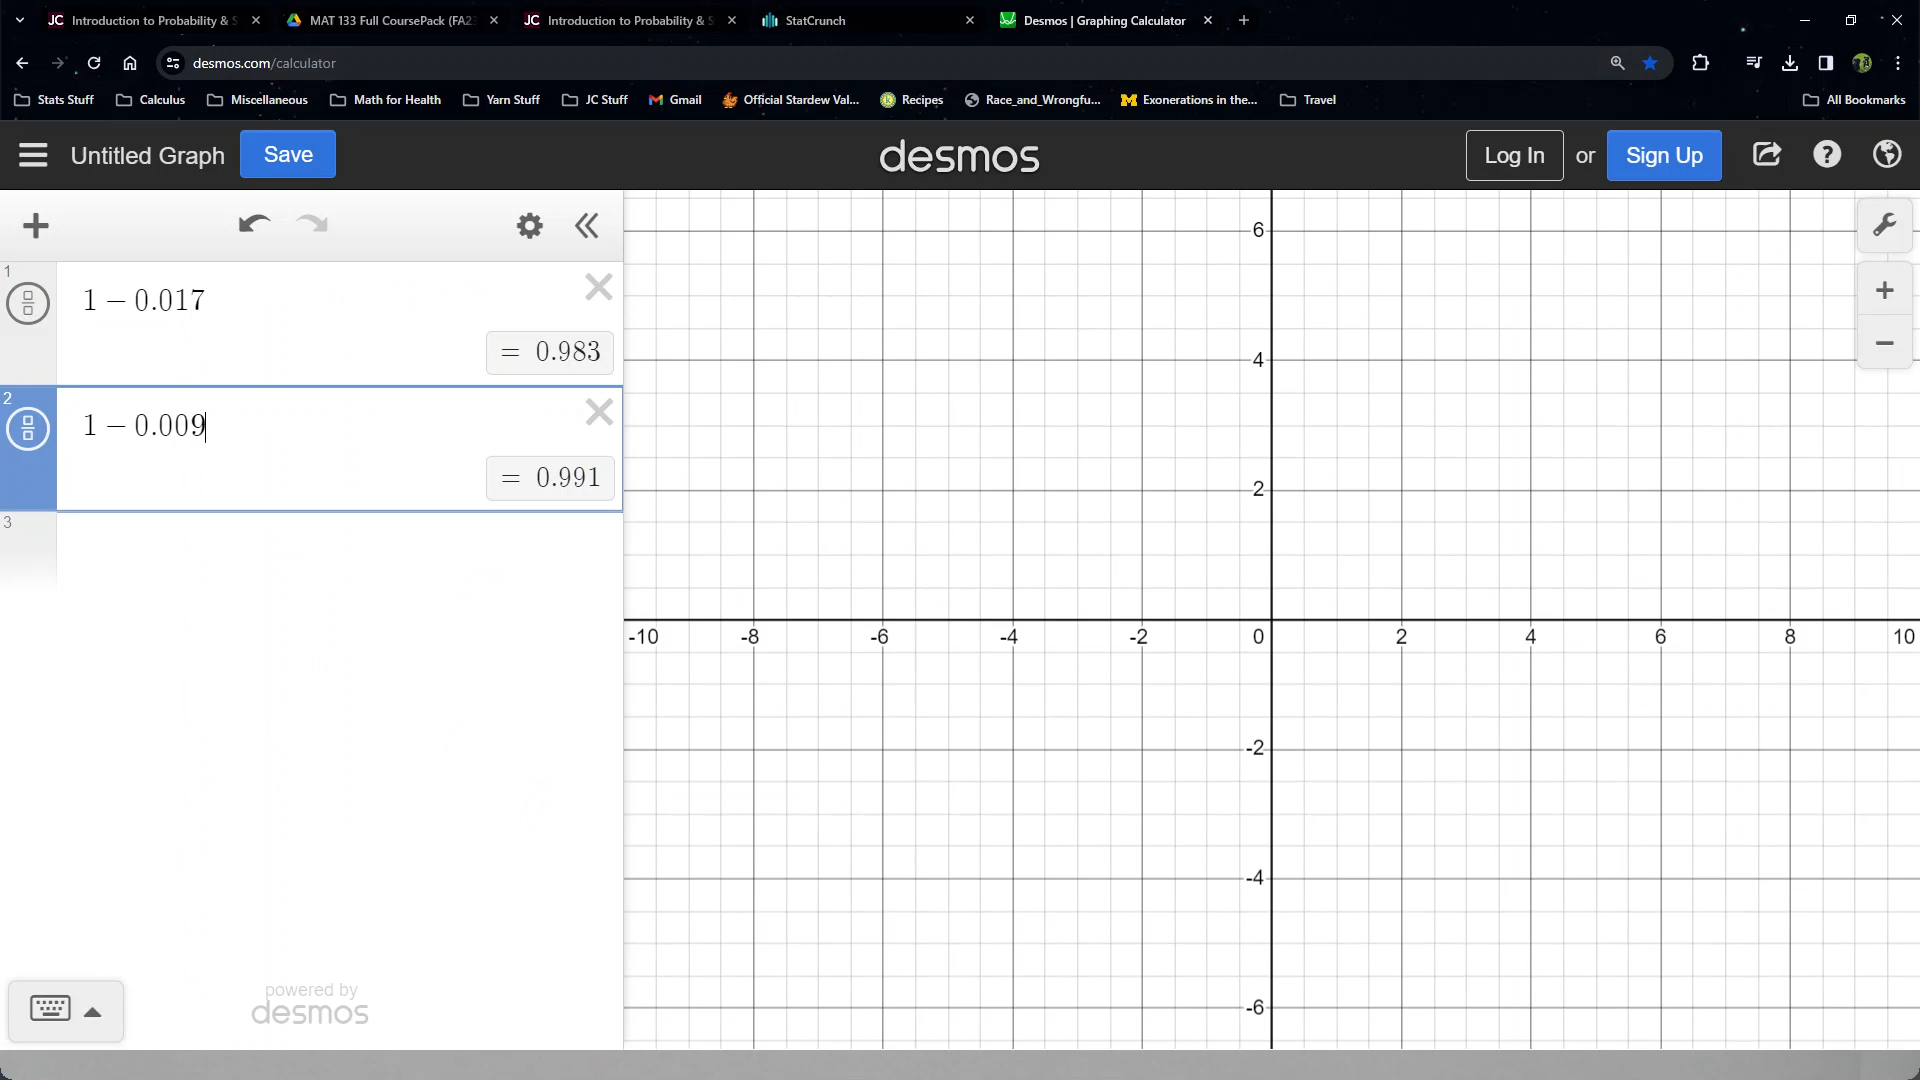 Introduction to Probability & S
MAT 133 Full CoursePack (FA23
Introduction to Probability & S
StatCrunch
Desmos | Graphing Calculator
desmos.com/calculator
Stats Stuff
Calculus
Miscellaneous
Math for Health
Yarn Stuff
JC Stuff
Gmail
Official Stardew Val...
Recipes
Race_and_Wrongfu...
Exonerations in the...
Travel
All Bookmarks
Untitled Graph
Save
desmos
Log In
or
Sign Up
1
1 − 0.017
= 0.983
2
1 − 0.009
= 0.991
3
powered by
desmos
6
4
2
-10 -8 -6 -4 -2 0 2 4 6 8 10
-2
-4
-6